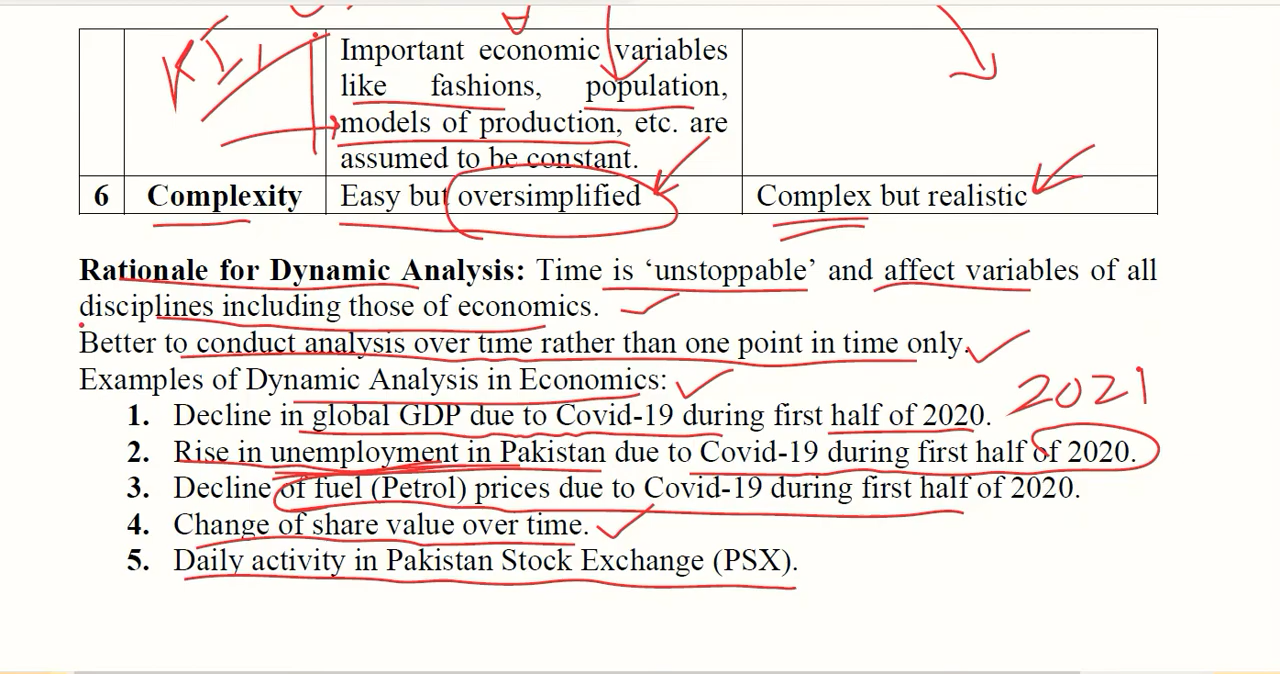 Important economic variables
like fashions, population,
models of production, etc. are
assumed to be constant.
6 Complexity Easy but oversimplified Complex but realistic
Rationale for Dynamic Analysis: Time is ‘unstoppable’ and affect variables of all
disciplines including those of economics.
Better to conduct analysis over time rather than one point in time only.
Examples of Dynamic Analysis in Economics:
2021
1. Decline in global GDP due to Covid-19 during first half of 2020.
2. Rise in unemployment in Pakistan due to Covid-19 during first half of 2020.
3. Decline of fuel (Petrol) prices due to Covid-19 during first half of 2020.
4. Change of share value over time.
5. Daily activity in Pakistan Stock Exchange (PSX).